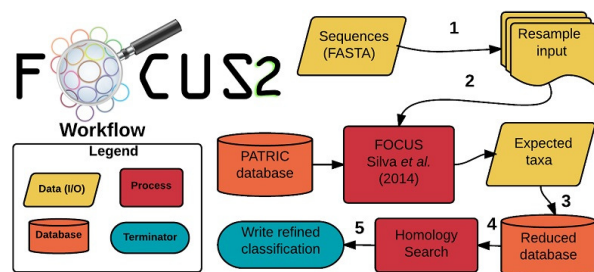 FOCUS2
Workflow
Legend
Data (I/O)
Process
Database
Terminator
Sequences
(FASTA)
1
Resample
input
2
PATRIC
database
FOCUS
Silva et al.
(2014)
Expected
taxa
3
Reduced
database
4
Homology
Search
5
Write refined
classification